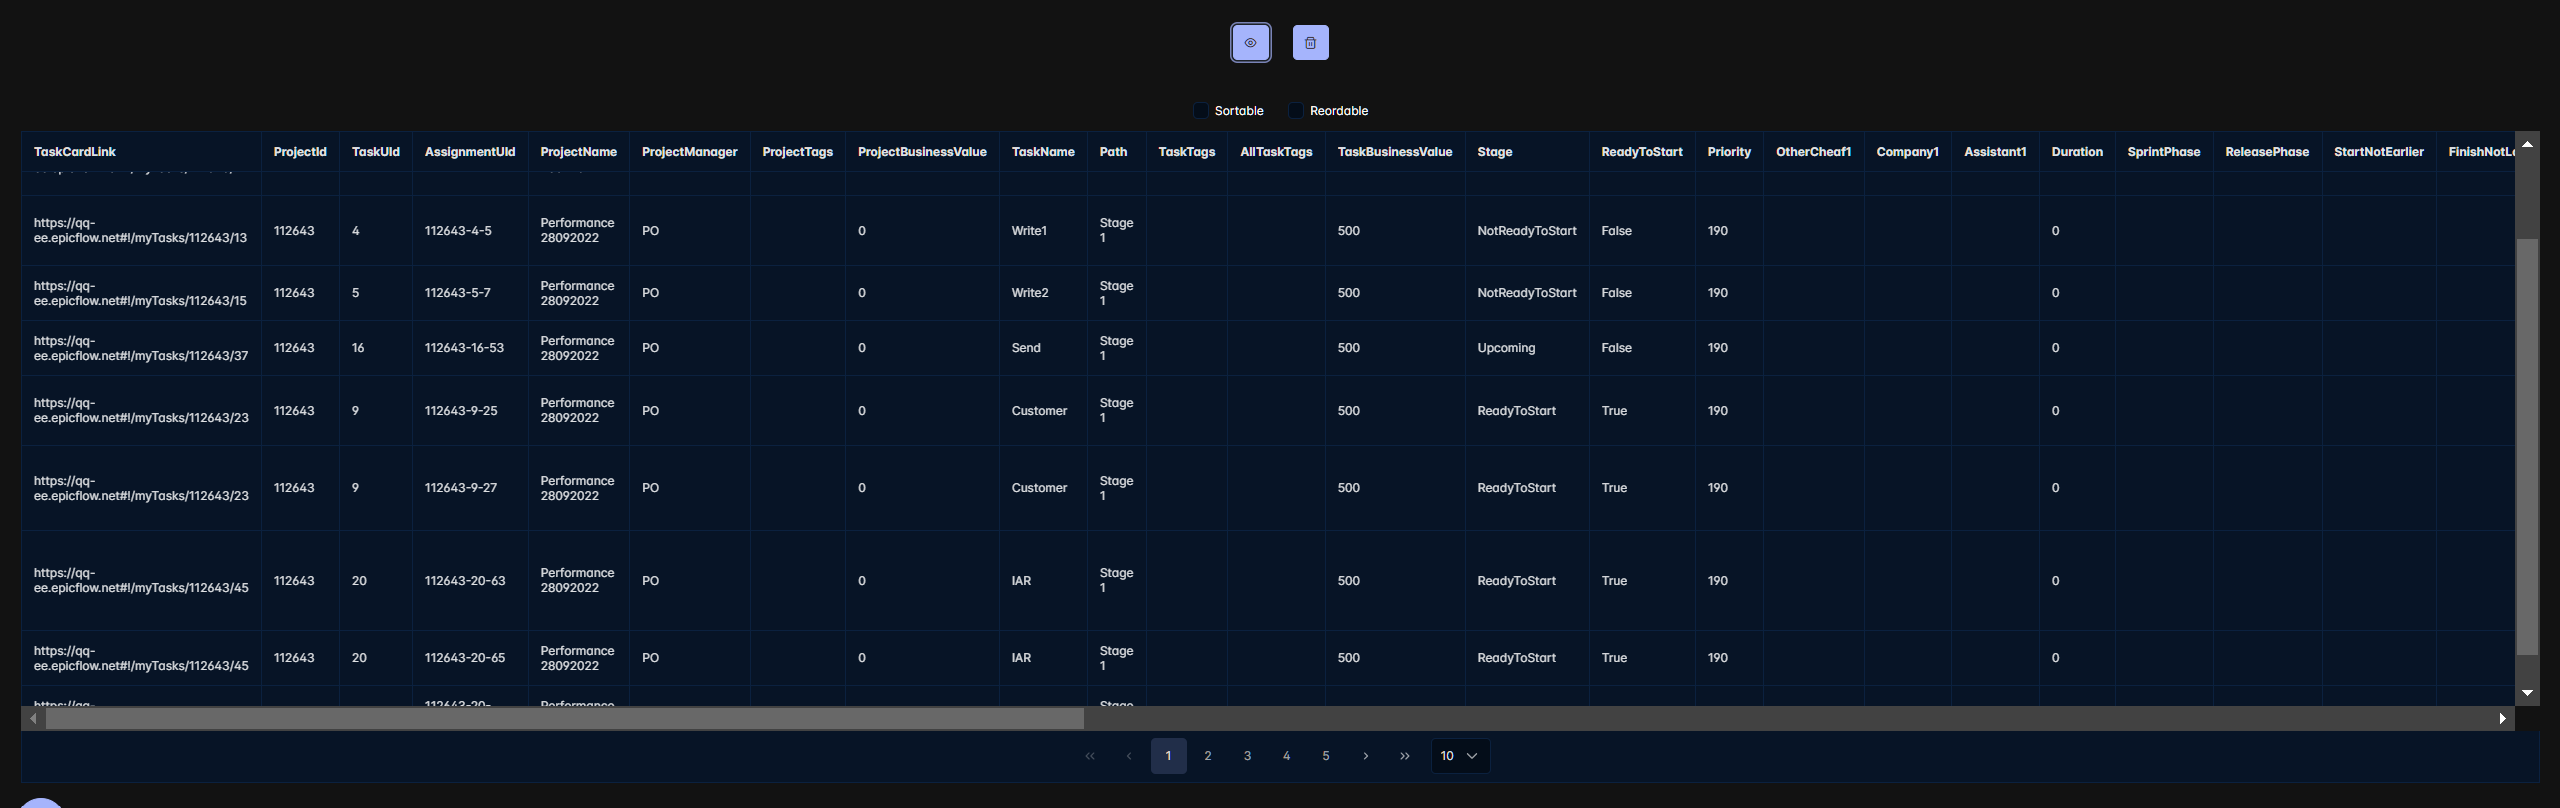 Sortable Reordable
TaskCardLink ProjectId TaskUId AssignmentUId ProjectName ProjectManager ProjectTags ProjectBusinessValue TaskName Path TaskTags AllTaskTags TaskBusinessValue Stage ReadyToStart Priority OtherCheaf1 Company1 Assistant1 Duration SprintPhase ReleasePhase StartNotEarlier
https://qq-ee.epicflow.net#!/myTasks/112643/13 112643 4 112643-4-5 Performance 28092022 PO 0 Write1 Stage 1 500 NotReadyToStart False 190 0
https://qq-ee.epicflow.net#!/myTasks/112643/15 112643 5 112643-5-7 Performance 28092022 PO 0 Write2 Stage 1 500 NotReadyToStart False 190 0
https://qq-ee.epicflow.net#!/myTasks/112643/37 112643 16 112643-16-53 Performance 28092022 PO 0 Send Stage 1 500 Upcoming False 190 0
https://qq-ee.epicflow.net#!/myTasks/112643/23 112643 9 112643-9-25 Performance 28092022 PO 0 Customer Stage 1 500 ReadyToStart True 190 0
https://qq-ee.epicflow.net#!/myTasks/112643/23 112643 9 112643-9-27 Performance 28092022 PO 0 Customer Stage 1 500 ReadyToStart True 190 0
https://qq-ee.epicflow.net#!/myTasks/112643/45 112643 20 112643-20-63 Performance 28092022 PO 0 IAR Stage 1 500 ReadyToStart True 190 0
https://qq-ee.epicflow.net#!/myTasks/112643/45 112643 20 112643-20-65 Performance 28092022 PO 0 IAR Stage 1 500 ReadyToStart True 190 0
https://qq- 112643-20- Performance Stage
« ‹ 1 2 3 4 5 › » 10